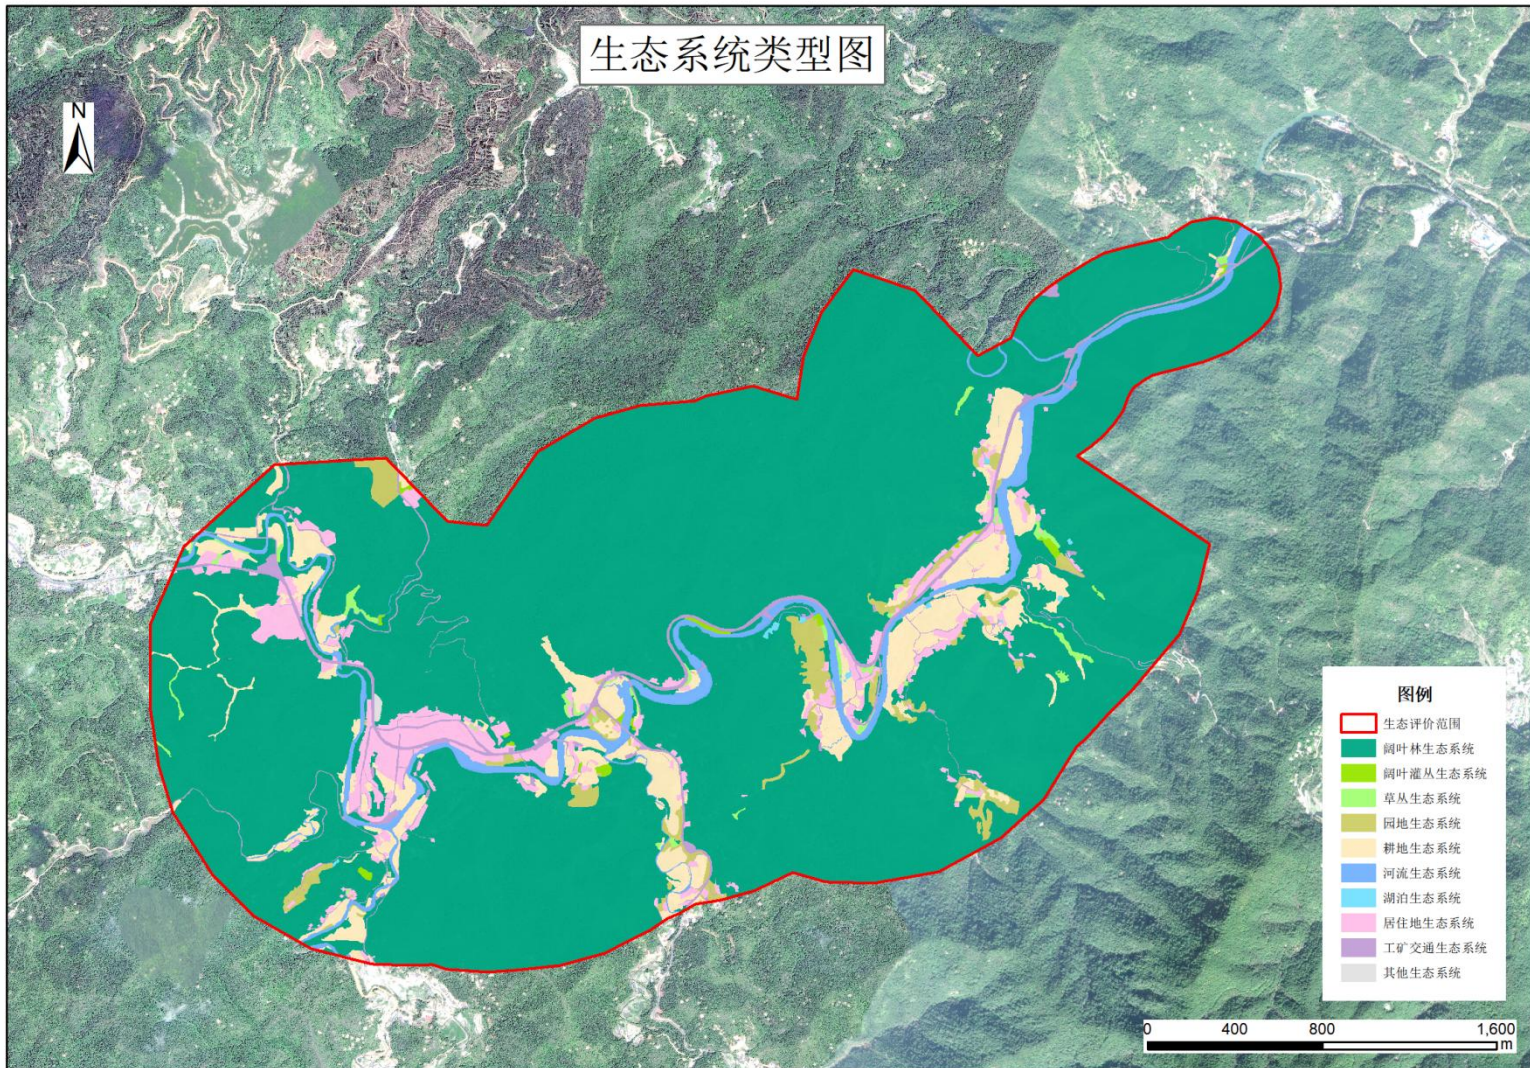 生态系统类型图
N
图例
生态评价范围
阔叶林生态系统
阔叶灌丛生态系统
草丛生态系统
园地生态系统
耕地生态系统
河流生态系统
湖泊生态系统
居住地生态系统
工矿交通生态系统
其他生态系统
0 400 800 1,600
m